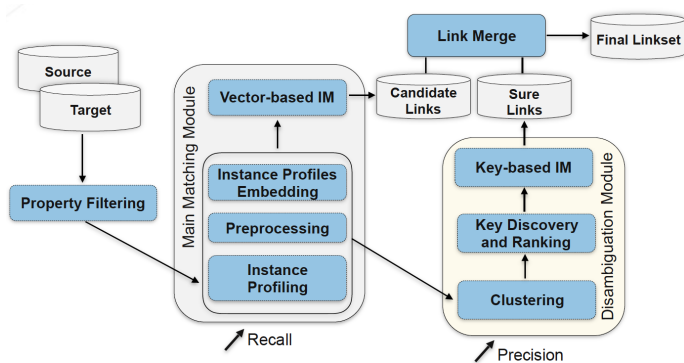 Source
Target
Property Filtering
Main Matching Module
Vector-based IM
Instance Profiles
Embedding
Preprocessing
Instance
Profiling
Recall
Link Merge
Final Linkset
Candidate
Links
Sure
Links
Disambiguation Module
Key-based IM
Key Discovery
and Ranking
Clustering
Precision